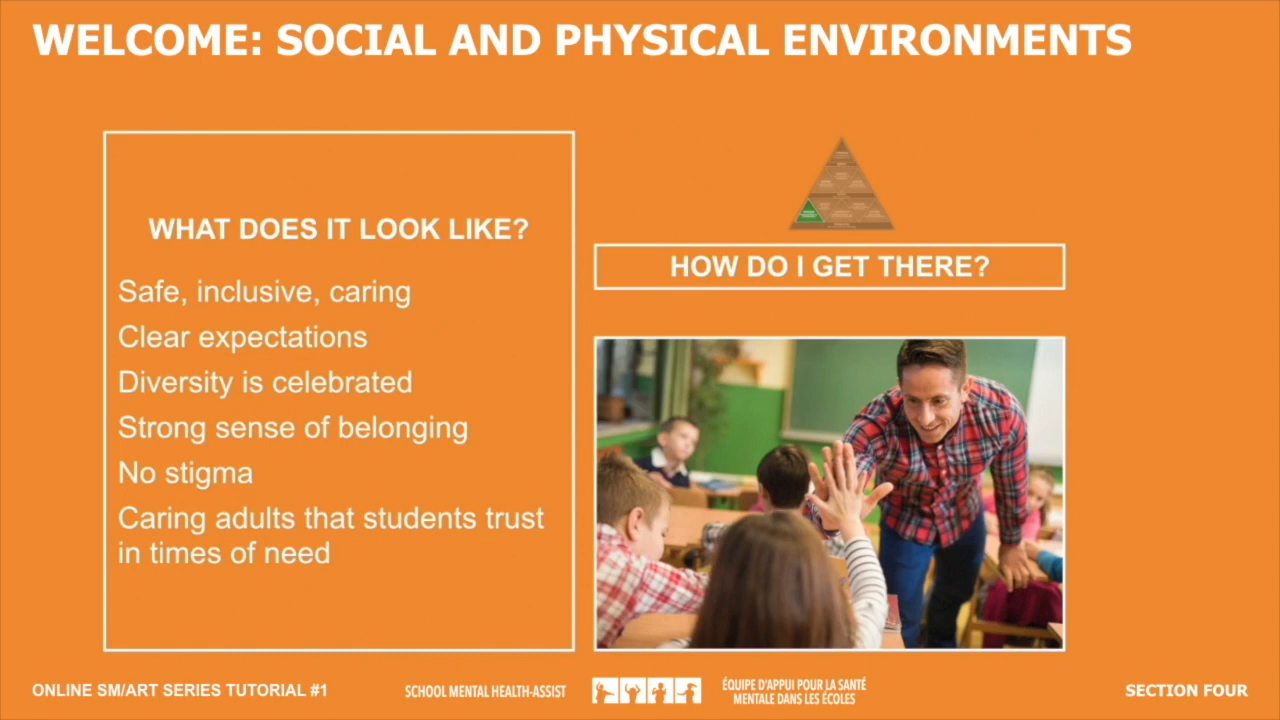 WELCOME: SOCIAL AND PHYSICAL ENVIRONMENTS
WHAT DOES IT LOOK LIKE?
Safe, inclusive, caring
Clear expectations
Diversity is celebrated
Strong sense of belonging
No stigma
Caring adults that students trust
in times of need
HOW DO I GET THERE?
ONLINE SM/ART SERIES TUTORIAL #1
SCHOOL MENTAL HEALTH-ASSIST
ÉQUIPE D'APPUI POUR LA SANTÉ
MENTALE DANS LES ÉCOLES
SECTION FOUR